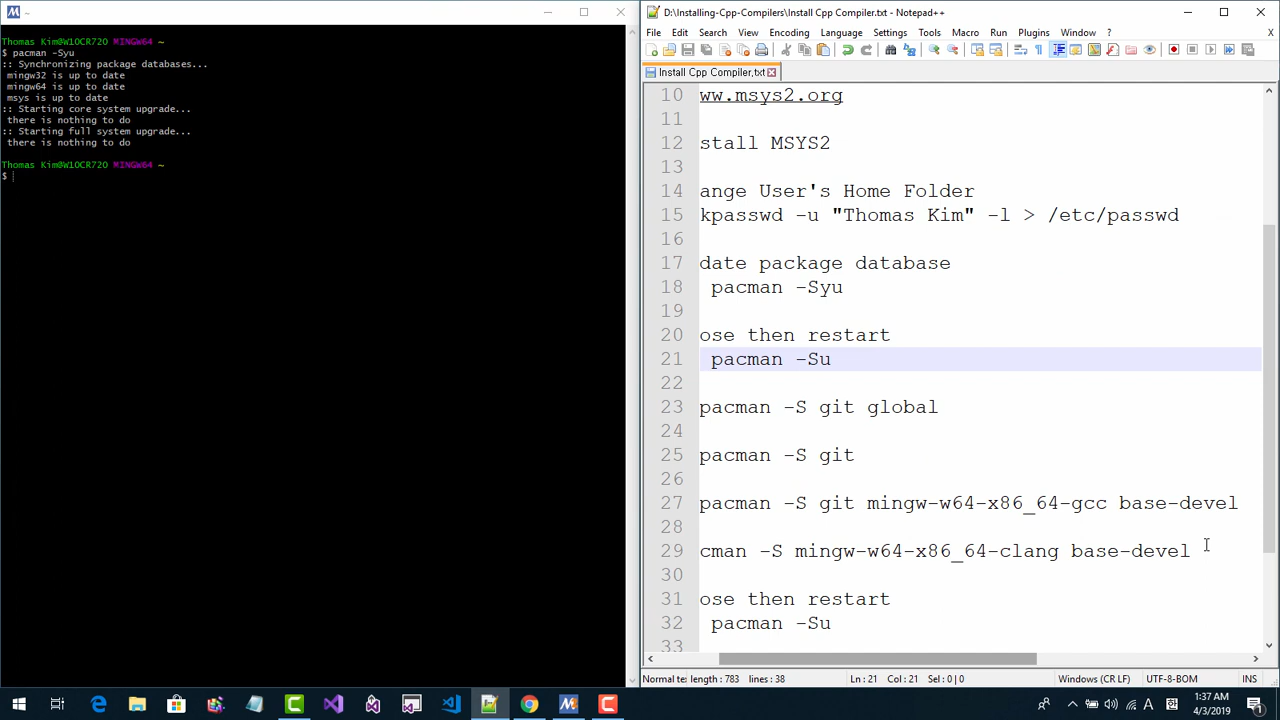 ~
Thomas Kim@W10CR720 MINGW64 ~
$ pacman -Syu
:: Synchronizing package databases...
mingw32 is up to date
mingw64 is up to date
msys is up to date
:: Starting core system upgrade...
there is nothing to do
:: Starting full system upgrade...
there is nothing to do
Thomas Kim@W10CR720 MINGW64 ~
$
D:\Installing-Cpp-Compilers\Install Cpp Compiler.txt - Notepad++
File Edit Search View Encoding Language Settings Tools Macro Run Plugins Window ? X
Install Cpp Compiler.txt
10 ww.msys2.org
11
12 stall MSYS2
13
14 ange User's Home Folder
15 kpasswd -u "Thomas Kim" -l > /etc/passwd
16
17 date package database
18 pacman -Syu
19
20 ose then restart
21 pacman -Su
22
23 pacman -S git global
24
25 pacman -S git
26
27 pacman -S git mingw-w64-x86_64-gcc base-devel
28
29 cman -S mingw-w64-x86_64-clang base-devel
30
31 ose then restart
32 pacman -Su
33
Normal te: length : 783 lines : 38 Ln : 21 Col : 21 Sel : 0 | 0 Windows (CR LF) UTF-8-BOM INS
A 1:37 AM
4/3/2019